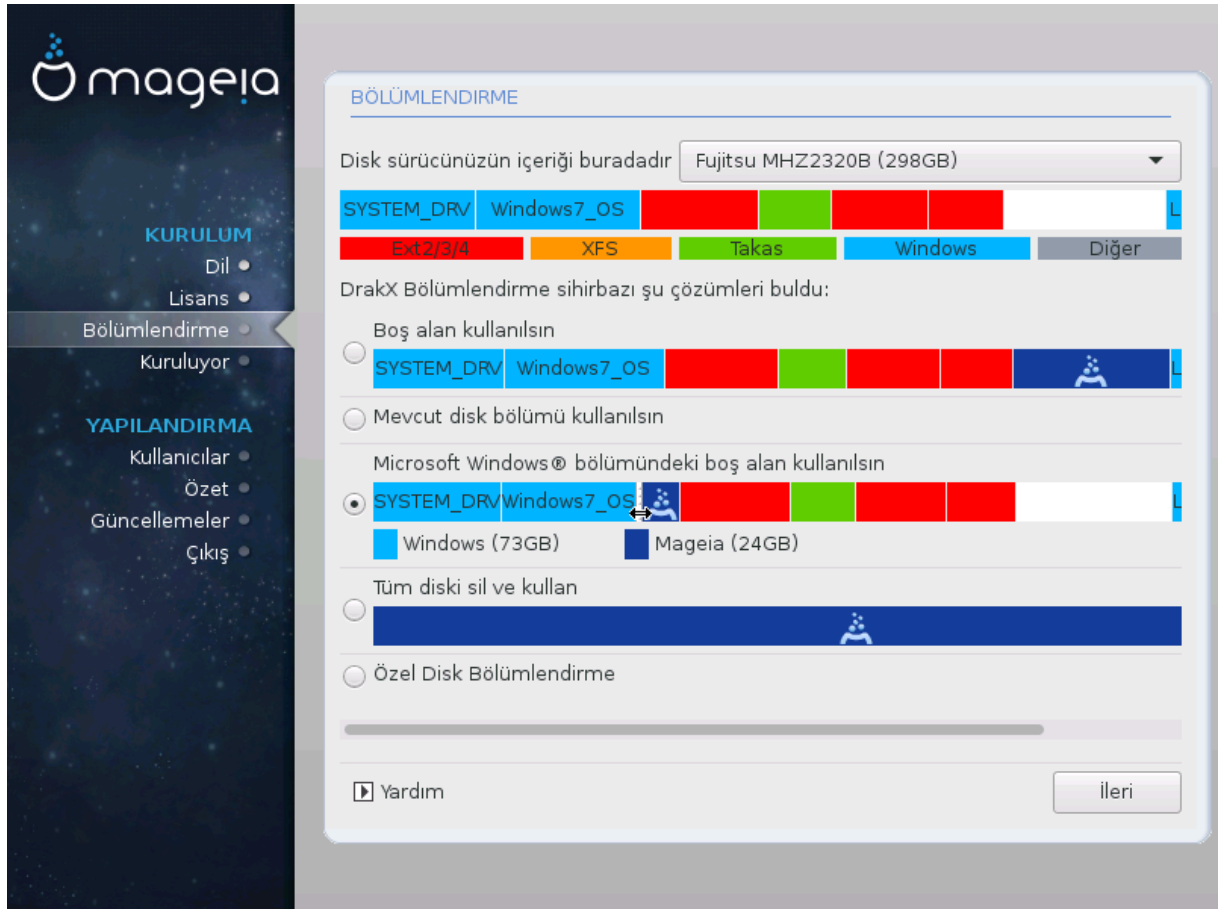 mageia
KURULUM
Dil
Lisans
Bölümlendirme
Kuruluyor
YAPILANDIRMA
Kullanıcılar
Özet
Güncellemeler
Çıkış
BÖLÜMLENDİRME
Disk sürücünüzün içeriği buradadır Fujitsu MHZ2320B (298GB)
SYSTEM_DRV Windows7_OS L
Ext2/3/4 XFS Takas Windows Diğer
DrakX Bölümlendirme sihirbazı şu çözümleri buldu:
Boş alan kullanılsın
SYSTEM_DRV Windows7_OS L
Mevcut disk bölümü kullanılsın
Microsoft Windows® bölümündeki boş alan kullanılsın
SYSTEM_DRV Windows7_OS L
Windows (73GB) Mageia (24GB)
Tüm diski sil ve kullan
Özel Disk Bölümlendirme
Yardım
İleri